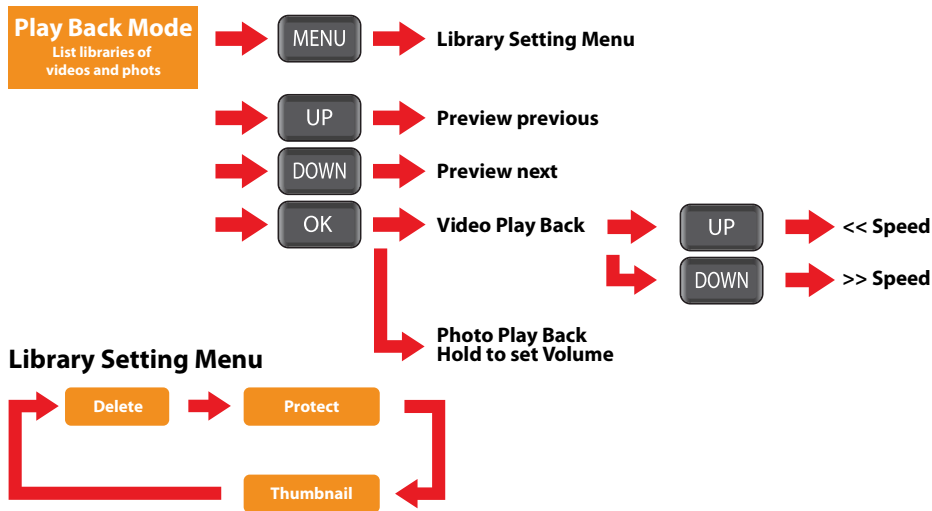 Play Back Mode
List libraries of
videos and phots
MENU
Library Setting Menu
UP
Preview previous
DOWN
Preview next
OK
Video Play Back
UP
<< Speed
DOWN
>> Speed
Photo Play Back
Hold to set Volume
Library Setting Menu
Delete
Protect
Thumbnail